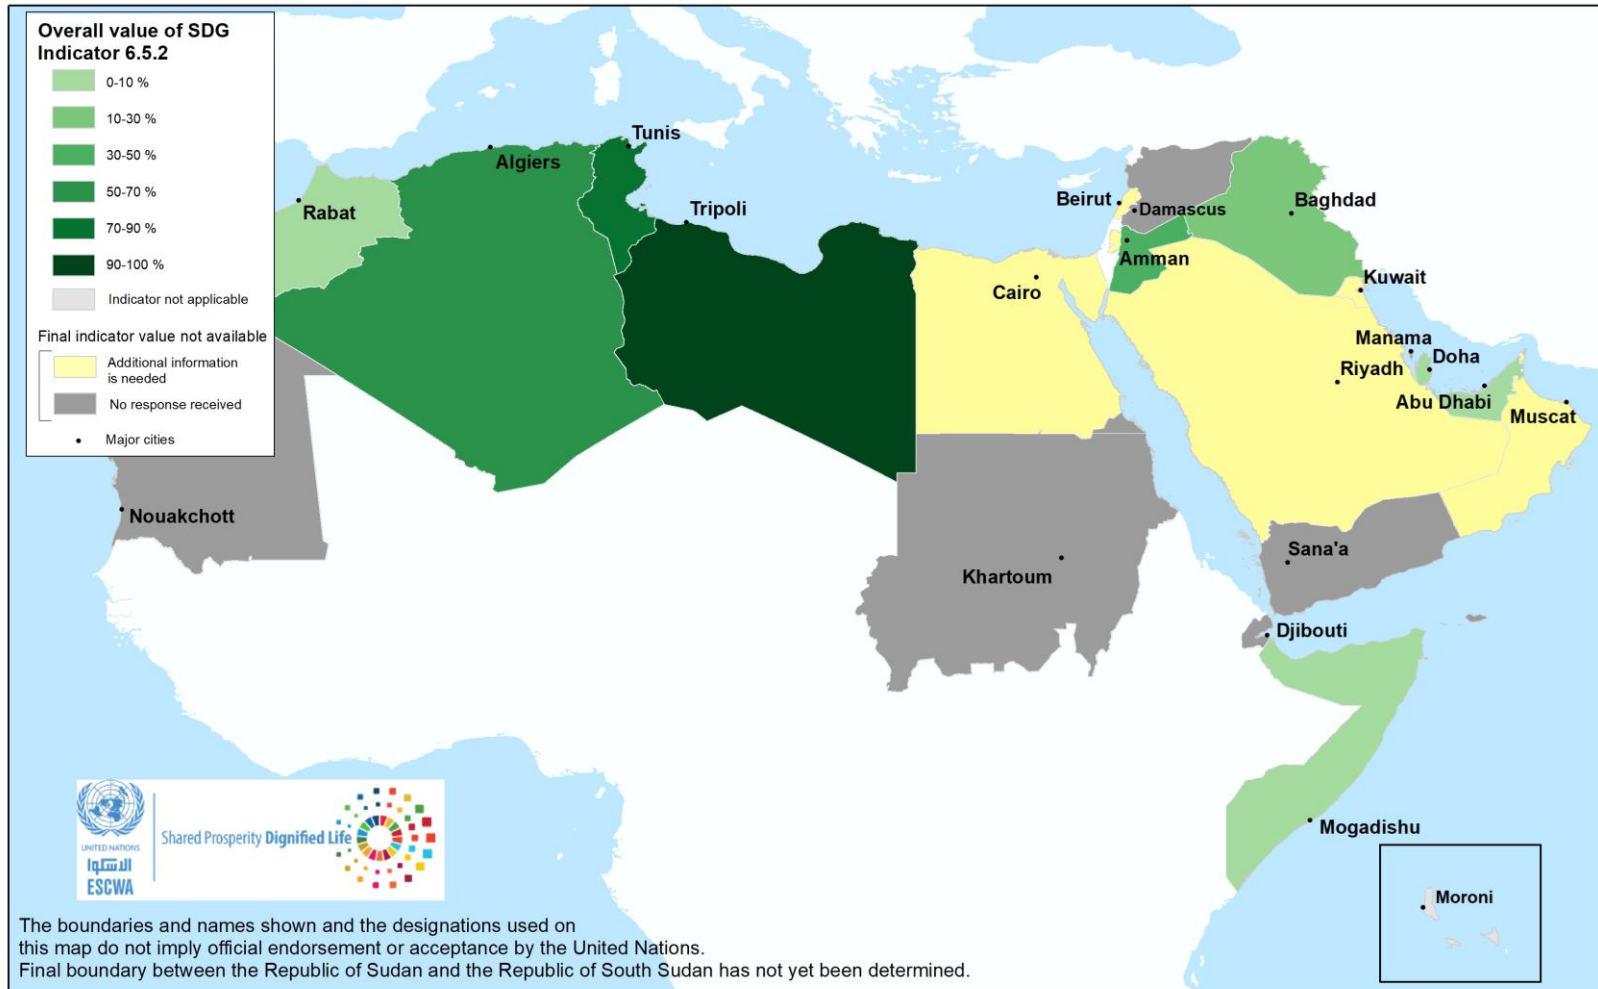 Overall value of SDG
Indicator 6.5.2
0-10 %
10-30 %
30-50 %
50-70 %
70-90 %
90-100 %
Indicator not applicable
Final indicator value not available
Additional information
is needed
No response received
Major cities
Tunis
Algiers
Rabat
Tripoli
Beirut
Damascus
Baghdad
Amman
Cairo
Kuwait
Manama
Doha
Riyadh
Abu Dhabi
Muscat
Nouakchott
Sana'a
Khartoum
Djibouti
Mogadishu
Moroni
UNITED NATIONS
الاسكوا
ESCWA
Shared Prosperity Dignified Life
The boundaries and names shown and the designations used on
this map do not imply official endorsement or acceptance by the United Nations.
Final boundary between the Republic of Sudan and the Republic of South Sudan has not yet been determined.